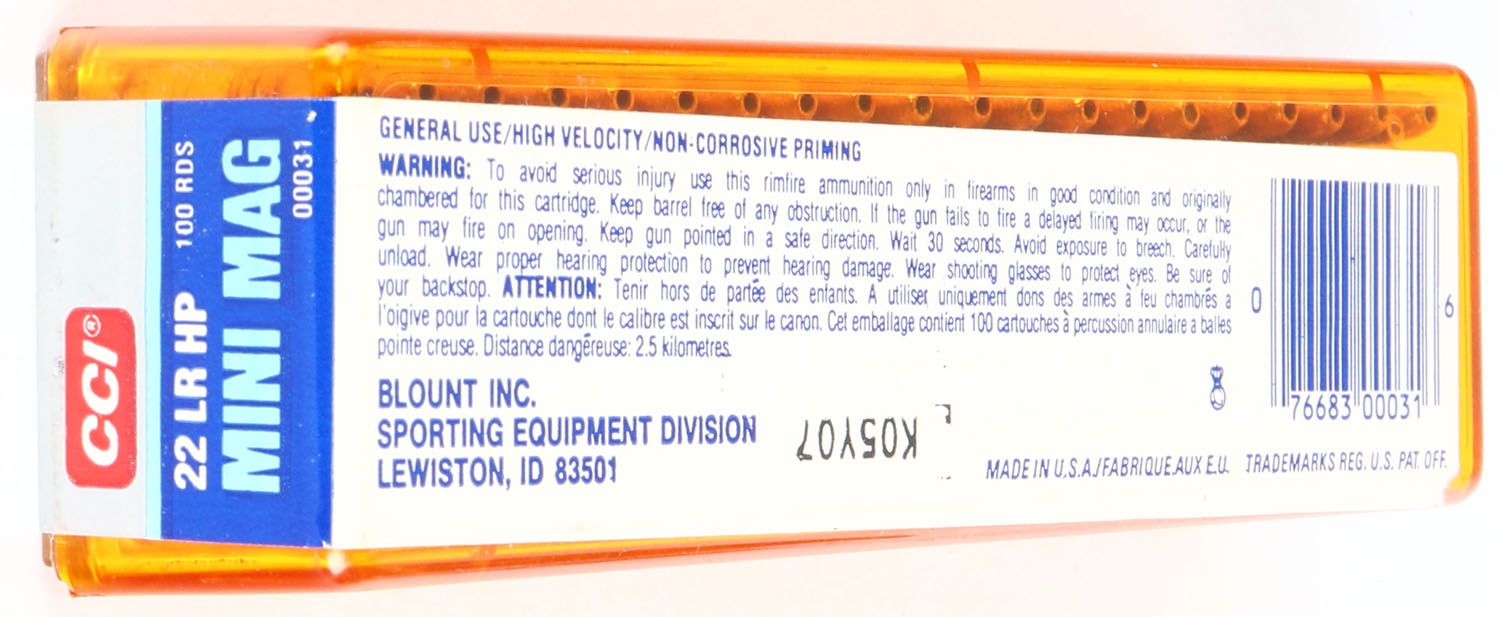 CCI®
22 LR HP 100 RDS
MINI MAG
00031
GENERAL USE/HIGH VELOCITY/NON-CORROSIVE PRIMING
WARNING: To avoid serious injury use this rimfire ammunition only in firearms in good condition and originally
chambered for this cartridge. Keep barrel free of any obstruction. If the gun fails to fire a delayed firing may occur, or the
gun may fire on opening. Keep gun pointed in a safe direction. Wait 30 seconds. Avoid exposure to breech. Carefully
unload. Wear proper hearing protection to prevent hearing damage. Wear shooting glasses to protect eyes. Be sure of
your backstop. ATTENTION: Tenir hors de partée des enfants. A utiliser uniquement dons des armes à feu chambrés a
l'oigive pour la cartouche dont le calibre est inscrit sur le canon. Cet emballage contient 100 cartouches à percussion annulaire a balles
pointe creuse. Distance dangéreuse: 2.5 kilometres.
BLOUNT INC.
SPORTING EQUIPMENT DIVISION
LEWISTON, ID 83501
K05Y07
0 76683 00031 6
MADE IN U.S.A./FABRIQUE AUX E.U. TRADEMARKS REG. U.S. PAT. OFF.